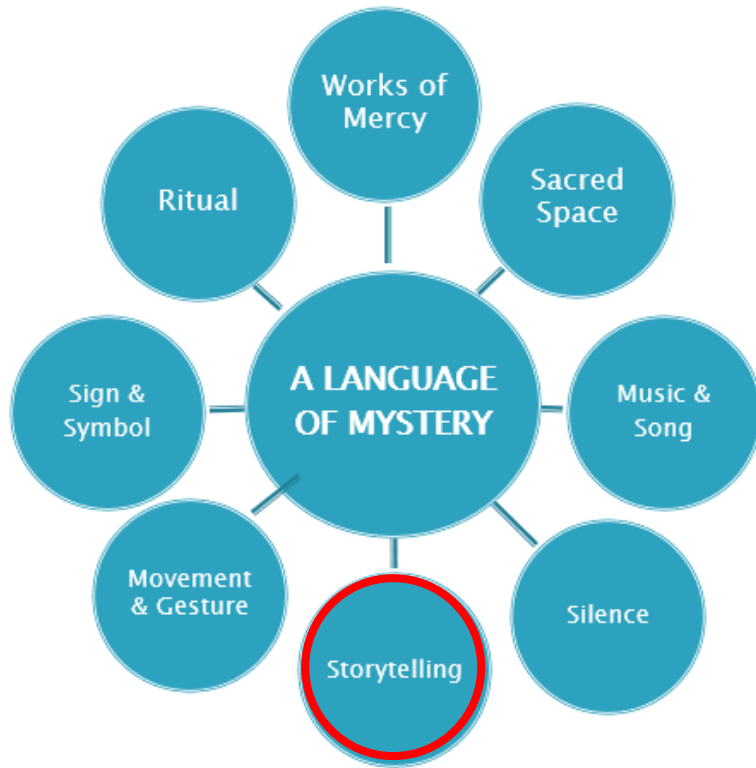 Works of
Mercy
Sacred
Space
Ritual
A LANGUAGE
OF MYSTERY
Sign &
Symbol
Music &
Song
Movement
& Gesture
Silence
Storytelling